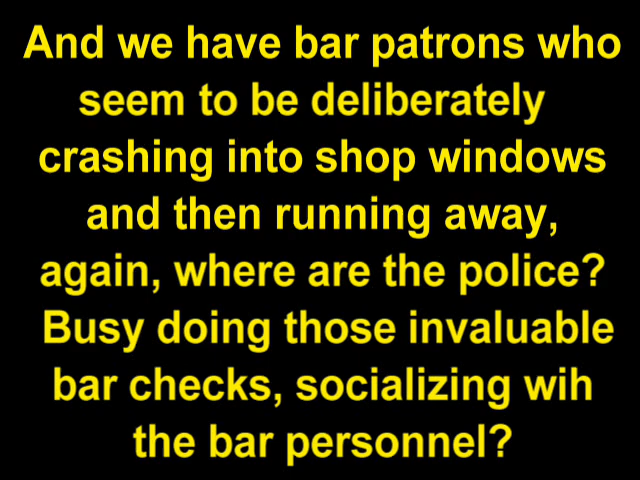 And we have bar patrons who
seem to be deliberately
crashing into shop windows
and then running away,
again, where are the police?
Busy doing those invaluable
bar checks, socializing wih
the bar personnel?